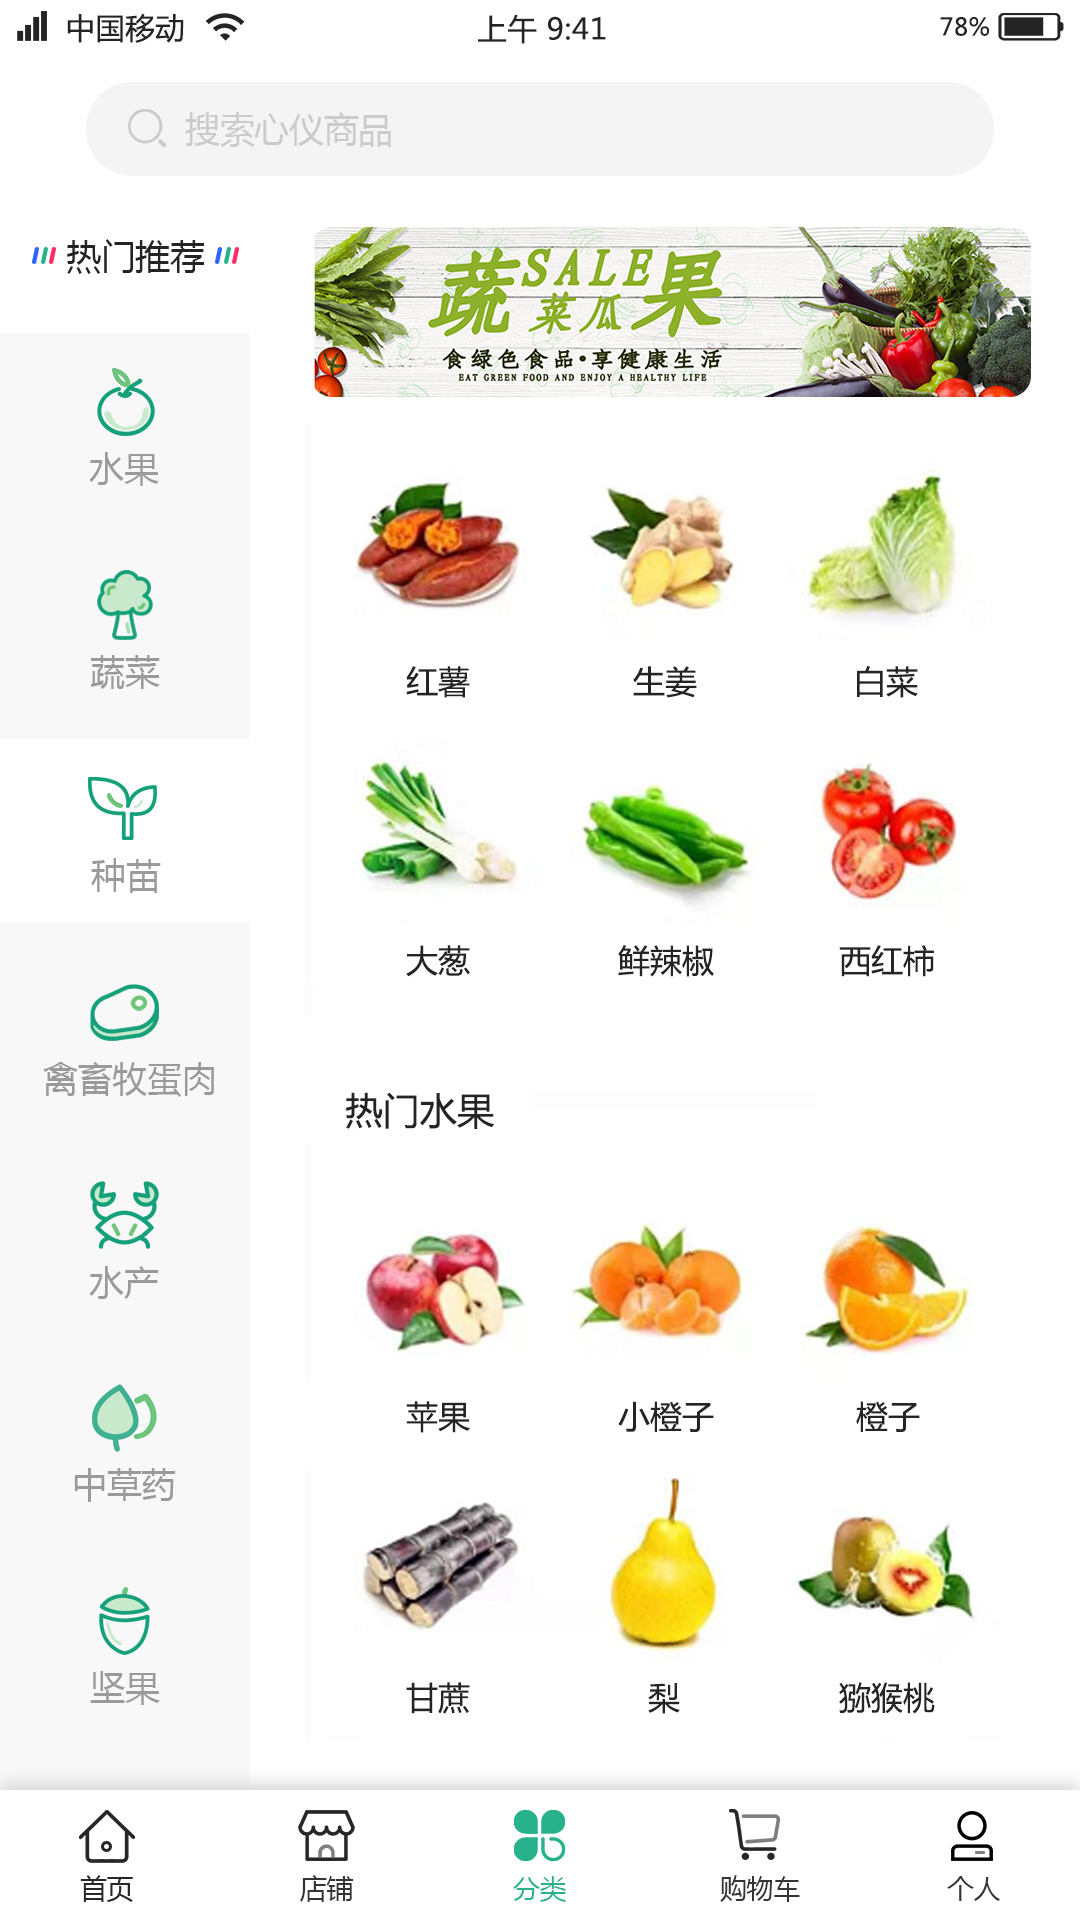 中国移动
上午 9:41
78%
搜索心仪商品
热门推荐
蔬SALE果
菜瓜
食绿色食品·享健康生活
EAT GREEN FOOD AND ENJOY A HEALTHY LIFE
水果
蔬菜
种苗
禽畜牧蛋肉
水产
中草药
坚果
红薯
生姜
白菜
大葱
鲜辣椒
西红柿
热门水果
苹果
小橙子
橙子
甘蔗
梨
猕猴桃
首页
店铺
分类
购物车
个人